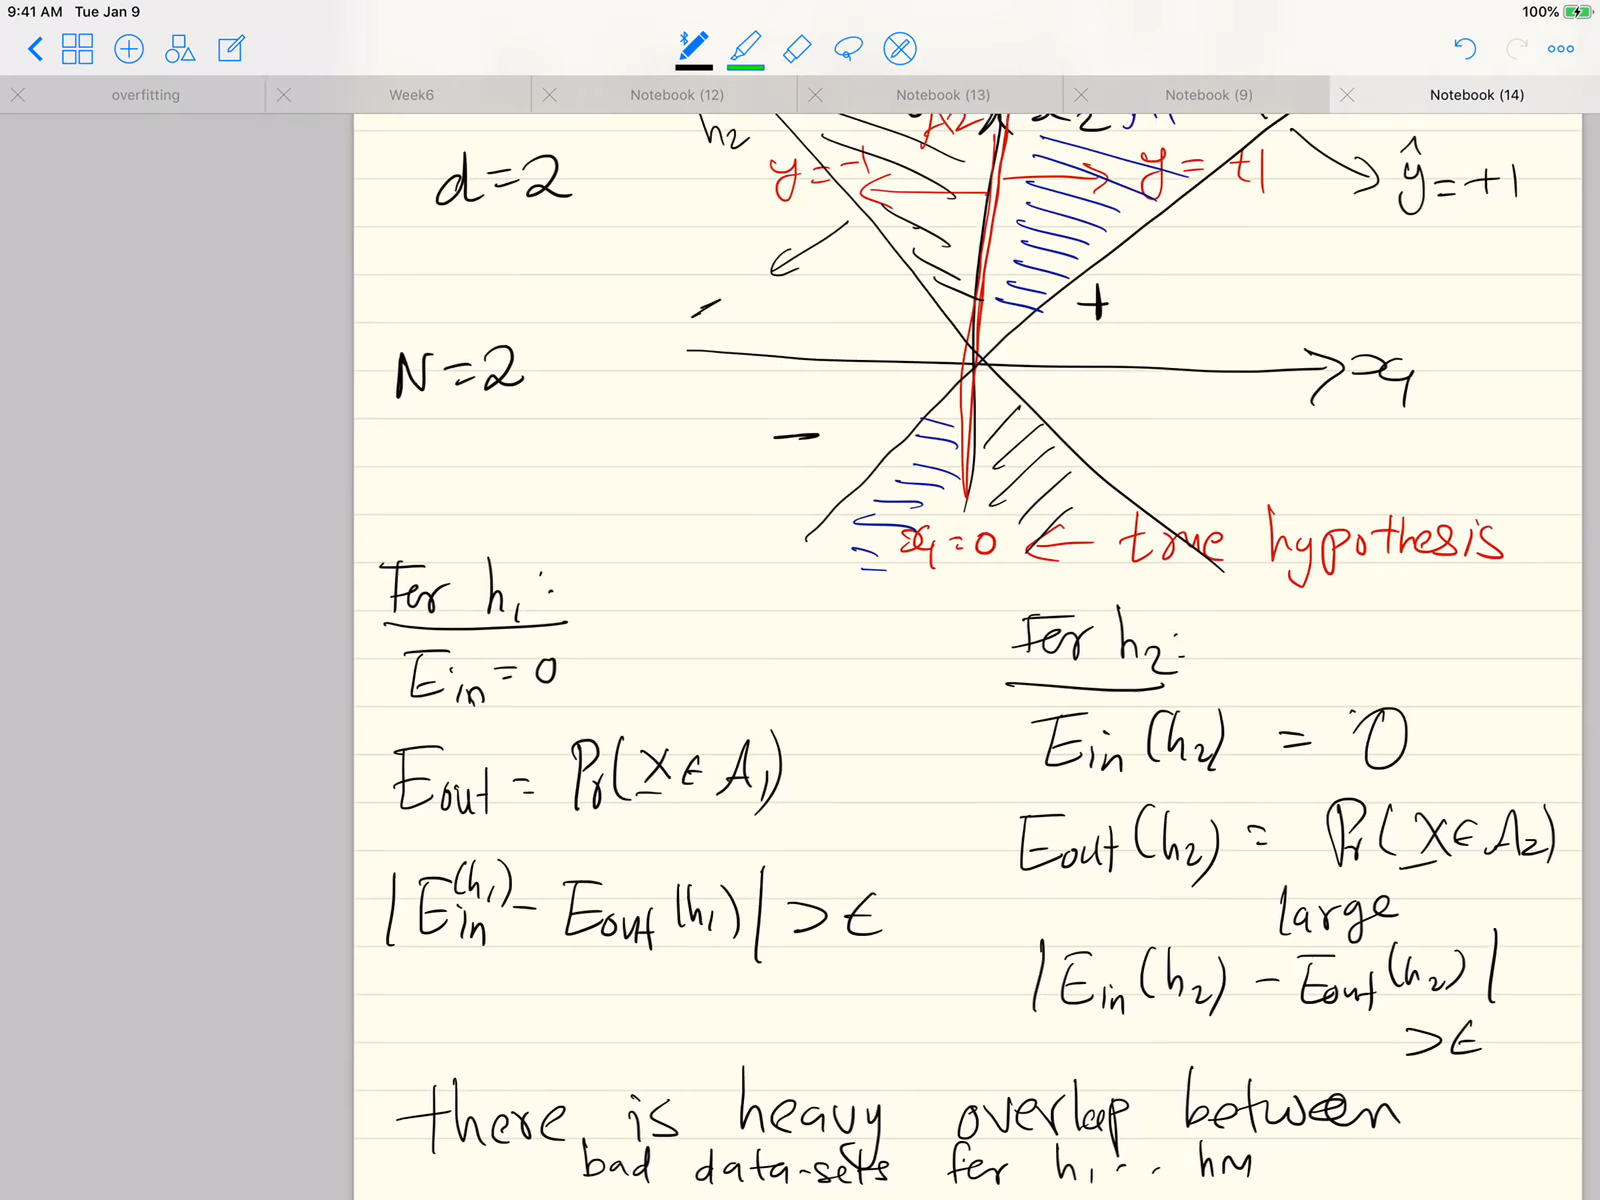 9:41 AM Tue Jan 9
100%
overfitting
Week6
Notebook (12)
Notebook (13)
Notebook (9)
Notebook (14)
h₂
A2
x2
d=2
y = -1
y = +1
ŷ = +1
+
-
N=2
x₁
-
x₁ = 0 ← true hypothesis
For h₁:
Ein = 0
Eout = Pr(X ∈ A₁)
|Ein(h₁) - Eout(h₁)| > ϵ
For h₂:
Ein(h₂) = 0
Eout(h₂) = Pr(X ∈ A₂)
large
|Ein(h₂) - Eout(h₂)|
> ϵ
there is heavy overlap between
bad data-sets for h₁ ... hM